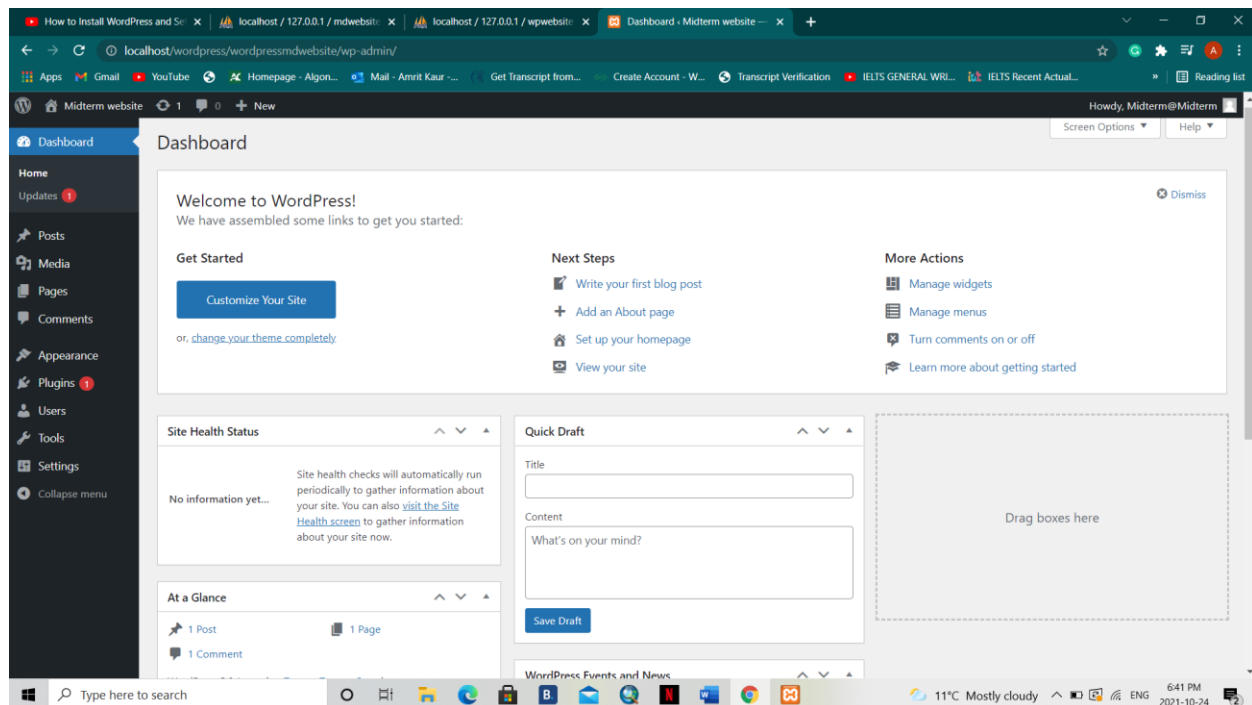 How to Install WordPress and Se
localhost / 127.0.0.1 / mdwebsite
localhost / 127.0.0.1 / wpwebsite
Dashboard ‹ Midterm website —
localhost/wordpress/wordpressmdwebsite/wp-admin/
A
Apps Gmail YouTube Homepage - Algon... Mail - Amrit Kaur -... Get Transcript from... Create Account - W... Transcript Verification IELTS GENERAL WRI... IELTS Recent Actual... » Reading list
Midterm website 1 0 + New Howdy, Midterm@Midterm
Screen Options Help
Dashboard
Home
Updates 1
Posts
Media
Pages
Comments
Appearance
Plugins 1
Users
Tools
Settings
Collapse menu
Dashboard
Welcome to WordPress!
Dismiss
We have assembled some links to get you started:
Get Started
Customize Your Site
or, change your theme completely
Next Steps
Write your first blog post
Add an About page
Set up your homepage
View your site
More Actions
Manage widgets
Manage menus
Turn comments on or off
Learn more about getting started
Site Health Status
No information yet...
Site health checks will automatically run
periodically to gather information about
your site. You can also visit the Site
Health screen to gather information
about your site now.
At a Glance
1 Post 1 Page
1 Comment
Quick Draft
Title
Content
What's on your mind?
Save Draft
WordPress Events and News
Drag boxes here
Type here to search
11°C Mostly cloudy ENG 6:41 PM
2021-10-24
2